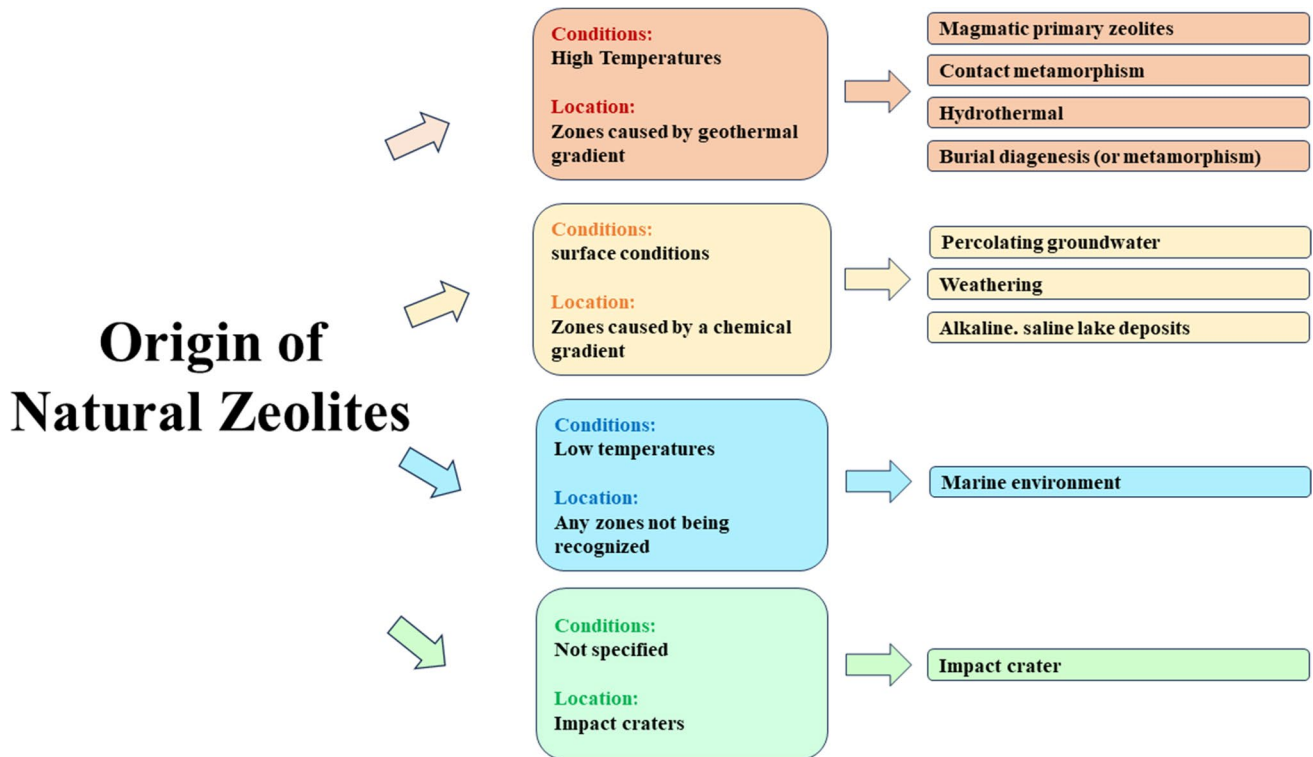 Origin of
Natural Zeolites
Conditions:
High Temperatures
Location:
Zones caused by geothermal
gradient
Magmatic primary zeolites
Contact metamorphism
Hydrothermal
Burial diagenesis (or metamorphism)
Conditions:
surface conditions
Location:
Zones caused by a chemical
gradient
Percolating groundwater
Weathering
Alkaline. saline lake deposits
Conditions:
Low temperatures
Location:
Any zones not being
recognized
Marine environment
Conditions:
Not specified
Location:
Impact craters
Impact crater